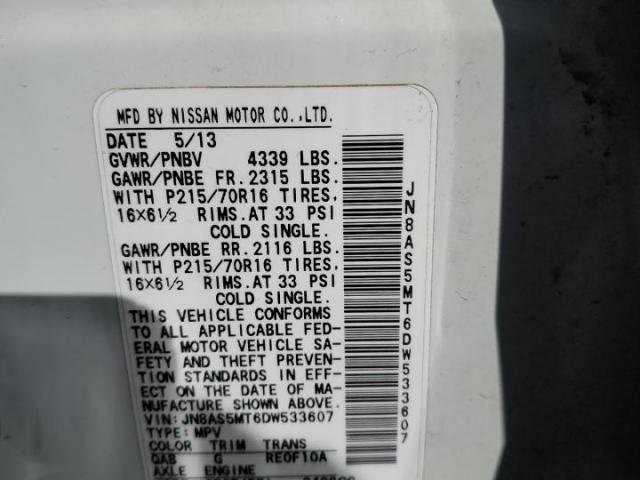 MFD BY NISSAN MOTOR CO.,LTD.
DATE 5/13
GVWR/PNBV 4339 LBS.
GAWR/PNBE FR. 2315 LBS.
WITH P215/70R16 TIRES,
16X6½ RIMS. AT 33 PSI
COLD SINGLE.
GAWR/PNBE RR. 2116 LBS.
WITH P215/70R16 TIRES,
16X6½ RIMS. AT 33 PSI
COLD SINGLE.
THIS VEHICLE CONFORMS
TO ALL APPLICABLE FED-
ERAL MOTOR VEHICLE SA-
FETY AND THEFT PREVEN-
TION STANDARDS IN EFF-
ECT ON THE DATE OF MA-
NUFACTURE SHOWN ABOVE.
VIN: JN8AS5MT6DW533607
TYPE: MPV
COLOR TRIM TRANS
QAB G RE0F10A
AXLE ENGINE
JN8AS5MT6DW533607